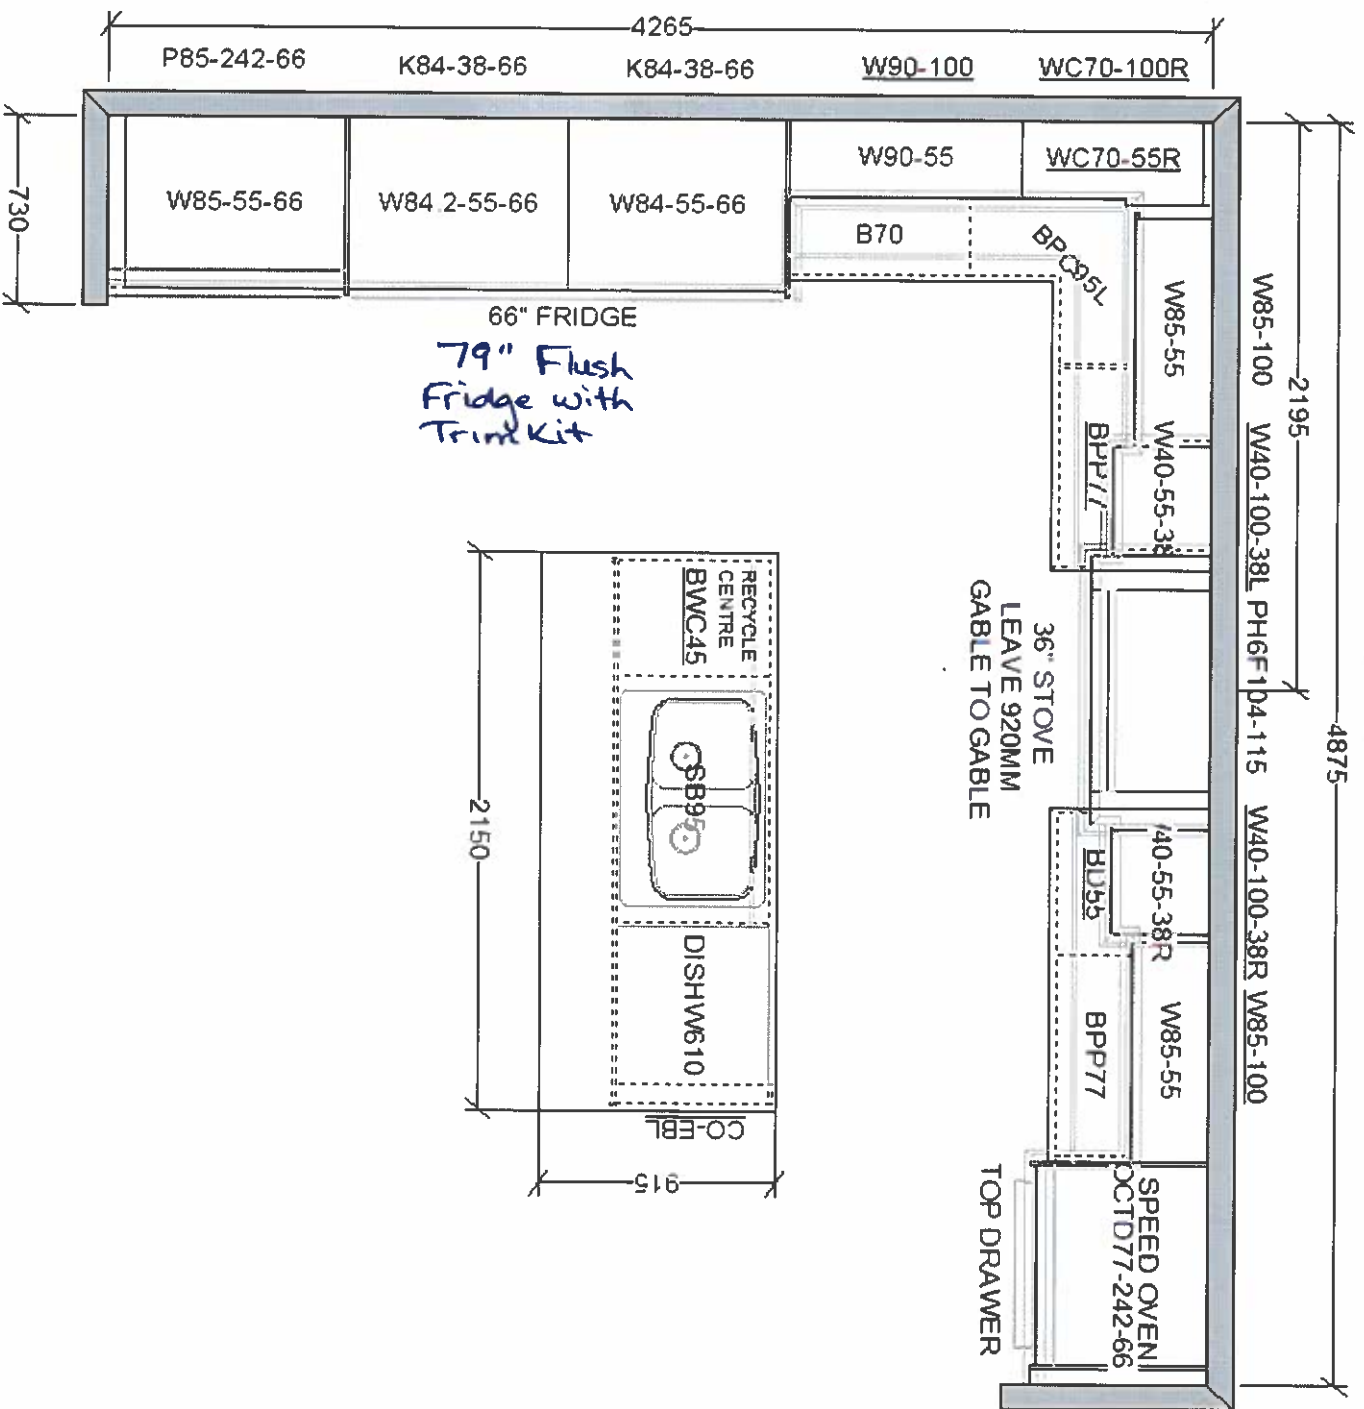 4265
P85-242-66
K84-38-66
K84-38-66
W90-100
WC70-100R
W85-55-66
W84.2-55-66
W84-55-66
W90-55
WC70-55R
B70
BPC95L
730
66" FRIDGE
79" Flush
Fridge with
Trim Kit
W85-55
W40-55-38
BPP77
W85-100
W40-100-38L
PH6F104-115
W40-100-38R
W85-100
2195
4875
36" STOVE
LEAVE 920MM
GABLE TO GABLE
40-55-38R
BD55
W85-55
BPP77
SPEED OVEN
OCTD77-242-66
TOP DRAWER
RECYCLE
CENTRE
BWC45
SB95
DISHW610
CO-EBL
2150
915